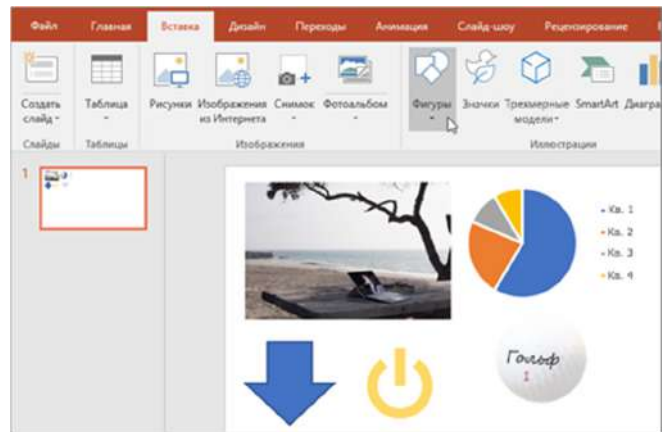 Файл Главная Вставка Дизайн Переходы Анимация Слайд-шоу Рецензирование
Создать слайд
Таблица
Рисунки
Изображения из Интернета
Снимок
Фотоальбом
Фигуры
Значки
Трехмерные модели
SmartArt
Диагра
Слайды Таблицы Изображения Иллюстрации
1
Кв. 1
Кв. 2
Кв. 3
Кв. 4
Гольф